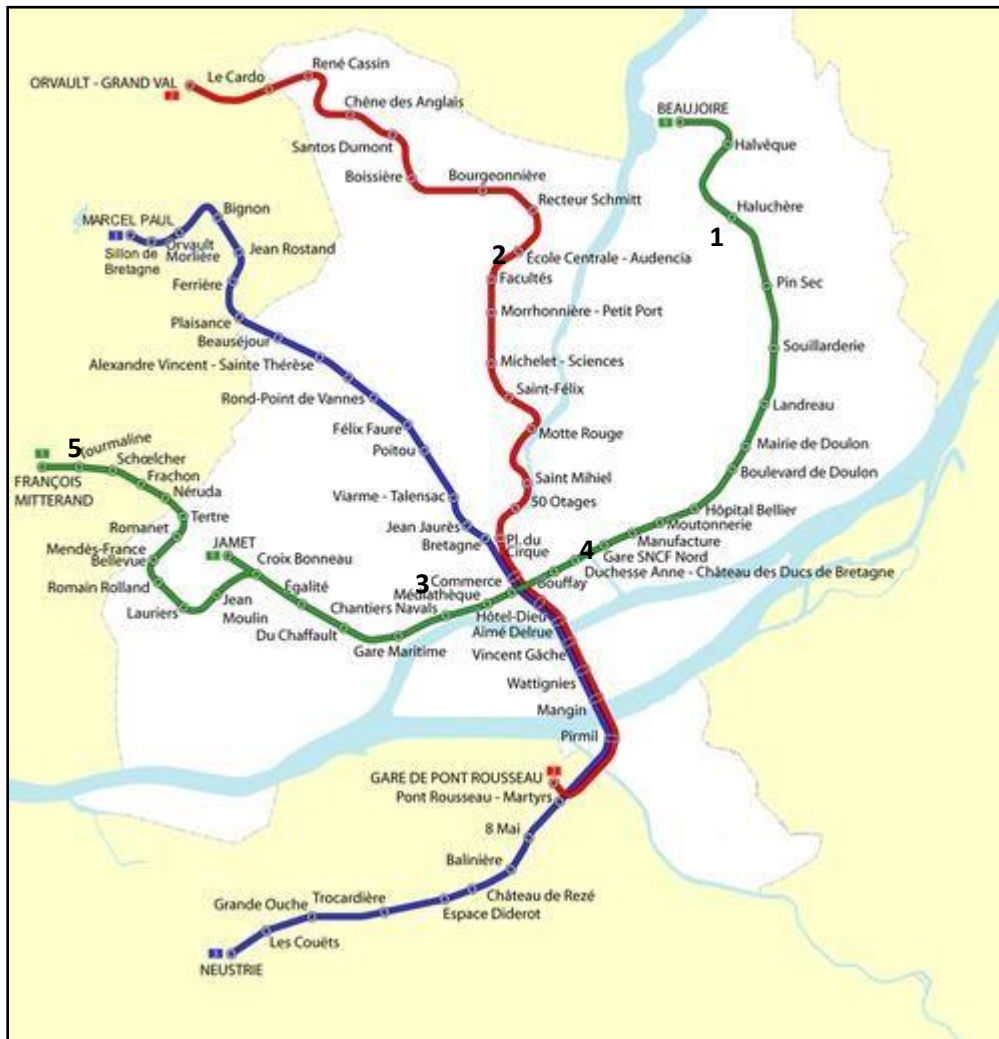 René Cassin
Le Cardo
ORVAULT - GRAND VAL
2
Chêne des Anglais
BEAUJOIRE
1
Santos Dumont
Halvêque
Boissière
Bourgeonnière
Recteur Schmitt
Haluchère
1
Bignon
MARCEL PAUL
3
Orvault
Morlière
Sillon de
Bretagne
Jean Rostand
2
École Centrale - Audencia
Facultés
Ferrière
Pin Sec
Morrhonnière - Petit Port
Plaisance
Beauséjour
Souillarderie
Alexandre Vincent - Sainte Thérèse
Michelet - Sciences
Saint-Félix
Rond-Point de Vannes
Landreau
Félix Faure
Motte Rouge
Poitou
Mairie de Doulon
Boulevard de Doulon
1
5
Tourmaline
Schœlcher
Frachon
FRANÇOIS
MITTERAND
Néruda
Saint Mihiel
Viarme - Talensac
50 Otages
Hôpital Bellier
Tertre
Romanet
Jean Jaurès
Moutonnerie
Bretagne
Pl. du
Cirque
Manufacture
4
Gare SNCF Nord
Mendès-France
JAMET
1
Bellevue
Croix Bonneau
Duchesse Anne - Château des Ducs de Bretagne
Commerce
Bouffay
3
Médiathèque
Romain Rolland
Égalité
Chantiers Navals
Jean
Moulin
Lauriers
Hôtel-Dieu
Aimé Delrue
Du Chaffault
Gare Maritime
Vincent Gâche
Wattignies
Mangin
Pirmil
GARE DE PONT ROUSSEAU
2
Pont Rousseau - Martyrs
8 Mai
Balinière
Château de Rezé
Trocardière
Grande Ouche
Espace Diderot
Les Couëts
3
NEUSTRIE